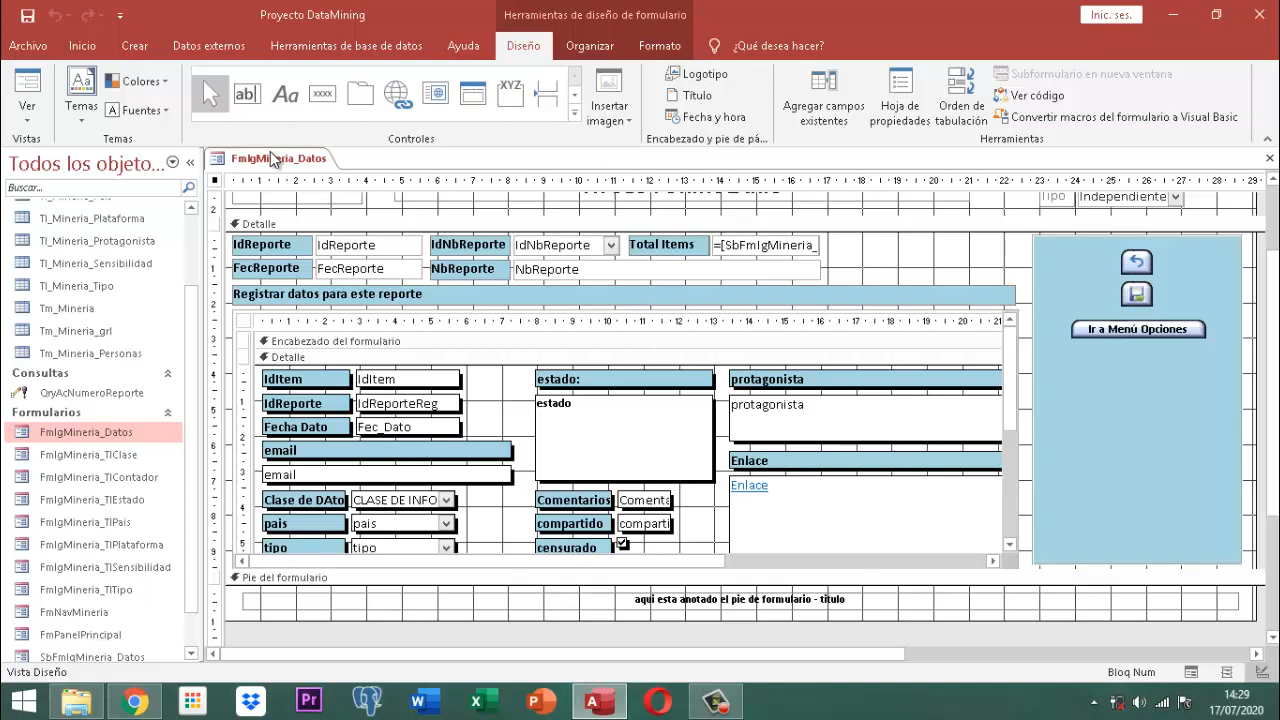 Proyecto DataMining
Herramientas de diseño de formulario
Inic. ses.
Archivo
Inicio
Crear
Datos externos
Herramientas de base de datos
Ayuda
Diseño
Organizar
Formato
¿Qué desea hacer?
Ver
Vistas
Temas
Colores
Fuentes
Temas
Controles
Insertar
imagen
Logotipo
Título
Fecha y hora
Encabezado y pie de pá...
Agregar campos
existentes
Hoja de
propiedades
Orden de
tabulación
Subformulario en nueva ventana
Ver código
Convertir macros del formulario a Visual Basic
Herramientas
Todos los objeto...
Buscar...
Tl_Mineria_Plataforma
Tl_Mineria_Protagonista
Tl_Mineria_Sensibilidad
Tl_Mineria_Tipo
Tm_Mineria
Tm_Mineria_grl
Tm_Mineria_Personas
Consultas
QryAcNumeroReporte
Formularios
FmIgMineria_Datos
FmIgMineria_TlClase
FmIgMineria_TlContador
FmIgMineria_TlEstado
FmIgMineria_TlPais
FmIgMineria_TlPlataforma
FmIgMineria_TlSensibilidad
FmIgMineria_TlTipo
FmNavMineria
FmPanelPrincipal
SbFmIgMineria_Datos
FmIgMineria_Datos
Tipo
Independiente
Detalle
IdReporte
IdReporte
IdNbReporte
IdNbReporte
Total Items
=[SbFmIgMineria_
FecReporte
FecReporte
NbReporte
NbReporte
Registrar datos para este reporte
Ir a Menú Opciones
Encabezado del formulario
Detalle
IdItem
IdItem
estado:
protagonista
IdReporte
IdReporteReg
estado
protagonista
Fecha Dato
Fec_Dato
email
Enlace
email
Enlace
Clase de DAto
CLASE DE INFO
Comentarios
Comenta
pais
pais
compartido
comparti
tipo
tipo
censurado
Pie del formulario
aqui esta anotado el pie de formulario - titulo
Vista Diseño
Bloq Num
14:29
17/07/2020